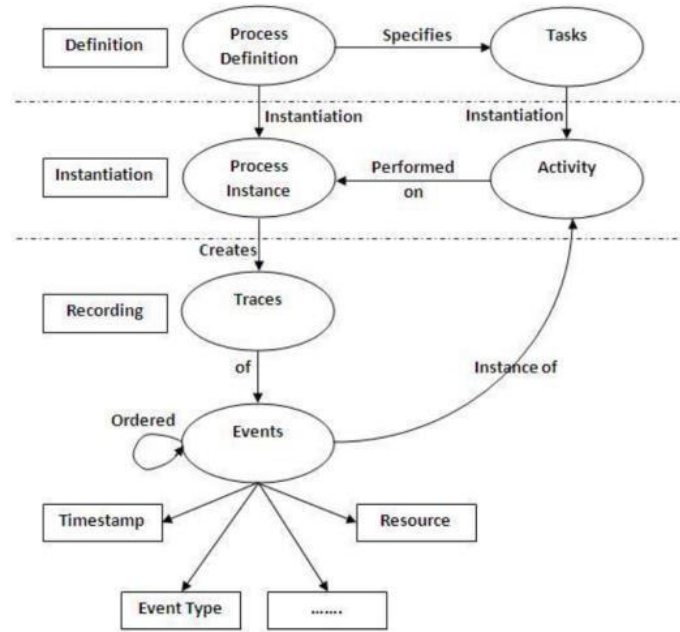 Definition
Process
Definition
Specifies
Tasks
Instantiation
Instantiation
Instantiation
Process
Instance
Performed
on
Activity
Creates
Recording
Traces
of
Instance of
Ordered
Events
Timestamp
Resource
Event Type
.......